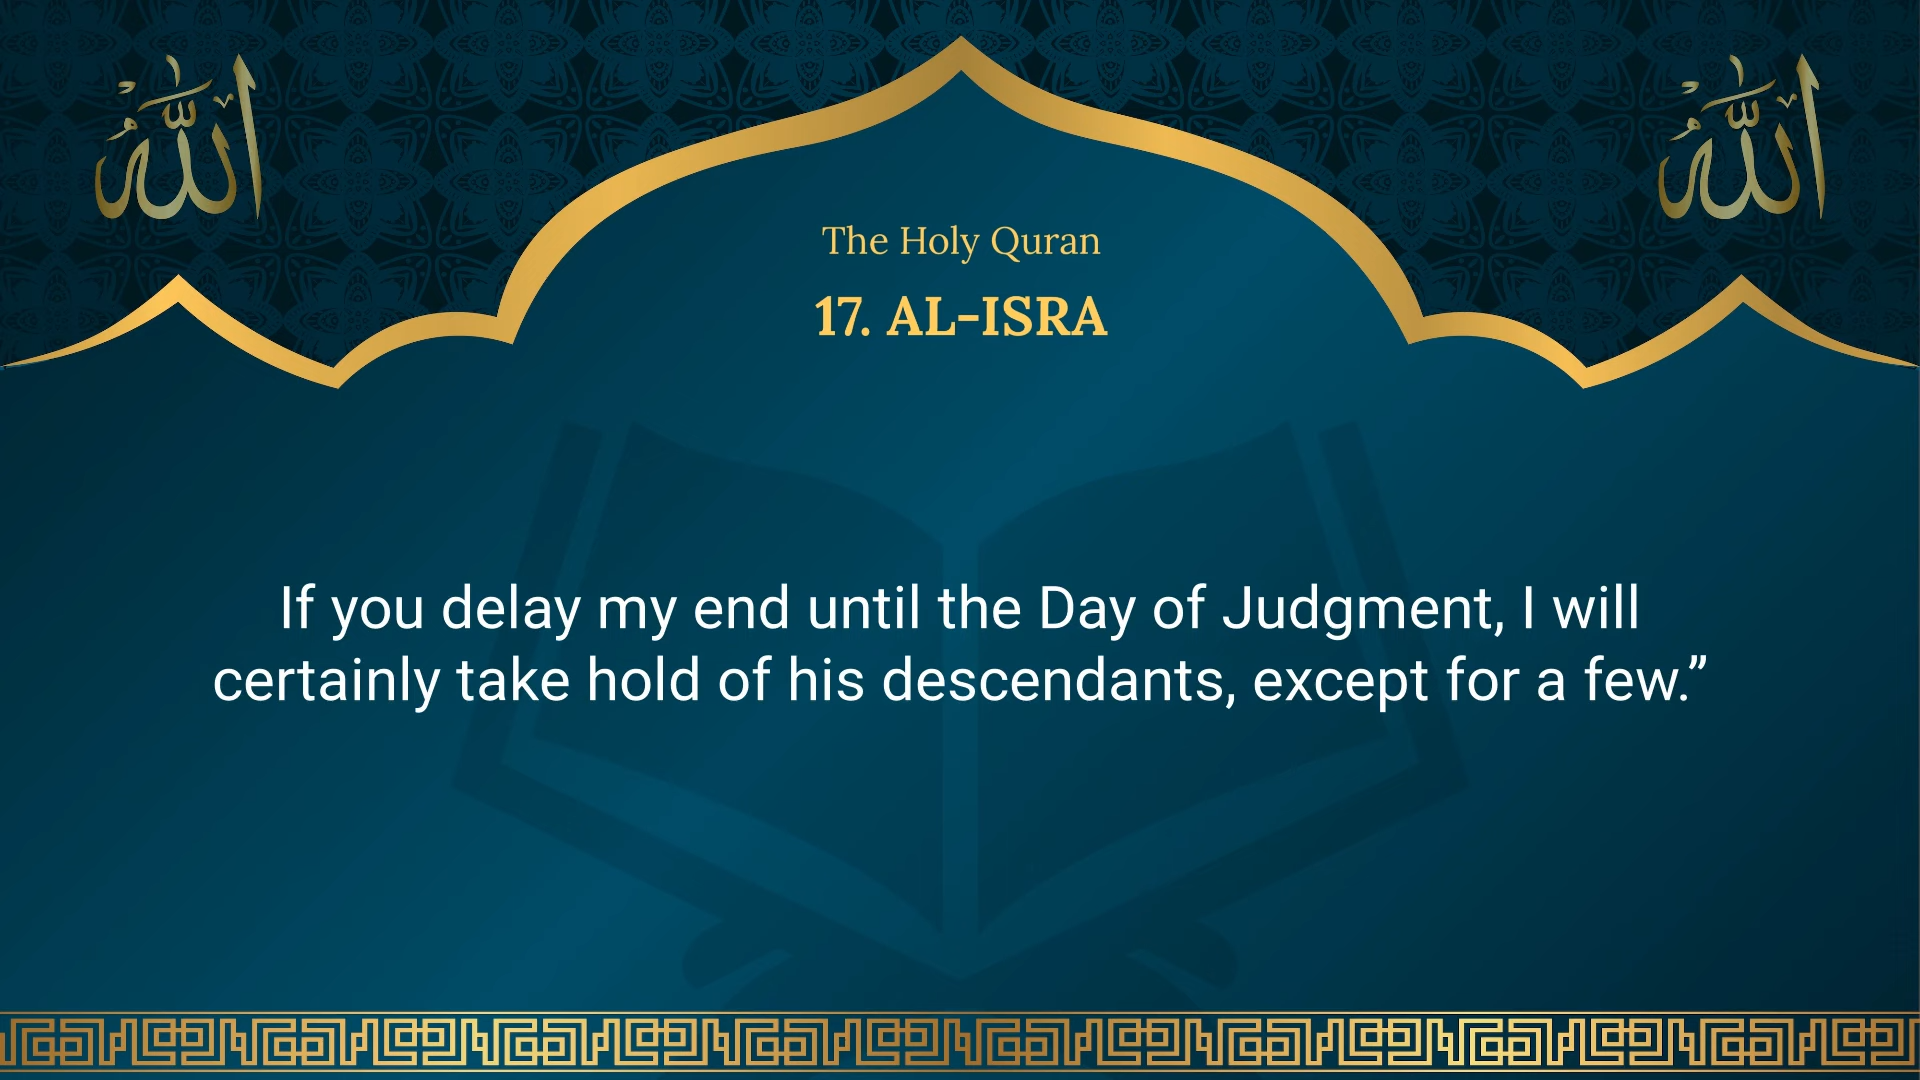 الله
الله
The Holy Quran
17. AL-ISRA
If you delay my end until the Day of Judgment, I will
certainly take hold of his descendants, except for a few.”